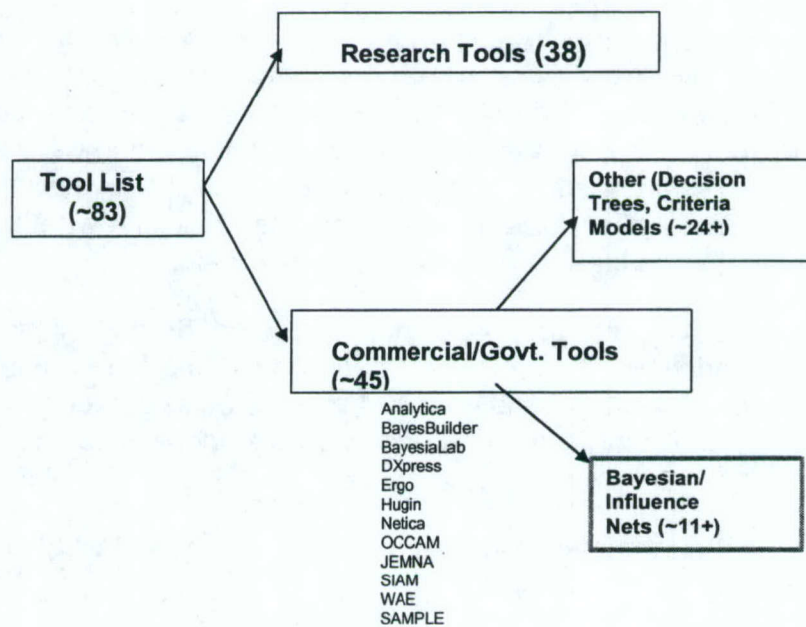 Research Tools (38)
Tool List
(~83)
Other (Decision
Trees, Criteria
Models (~24+)
Commercial/Govt. Tools
(~45)
Analytica
BayesBuilder
BayesiaLab
DXpress
Ergo
Hugin
Netica
OCCAM
JEMNA
SIAM
WAE
SAMPLE
Bayesian/
Influence
Nets (~11+)